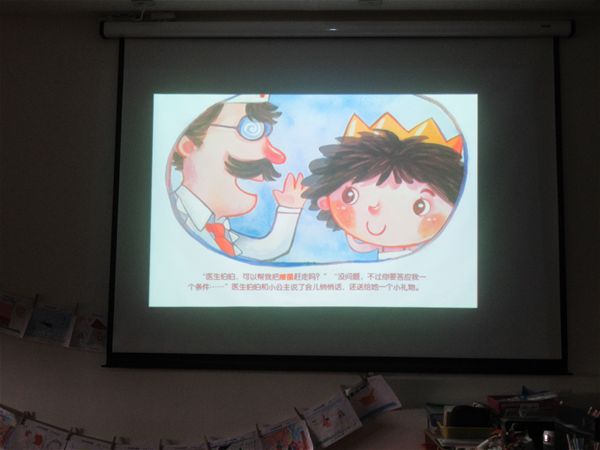 “医生伯伯，可以帮我把细菌赶走吗？”“没问题，不过你要答应我一
个条件……”医生伯伯和小公主说了会儿悄悄话，还送给她一个小礼物。